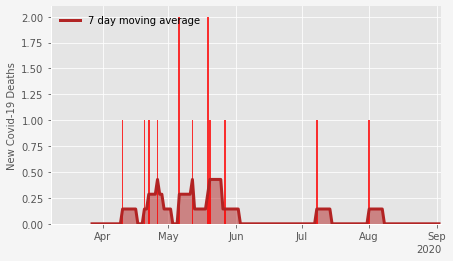 7 day moving average
New Covid-19 Deaths
2.00
1.75
1.50
1.25
1.00
0.75
0.50
0.25
0.00
Apr
May
Jun
Jul
Aug
Sep
2020